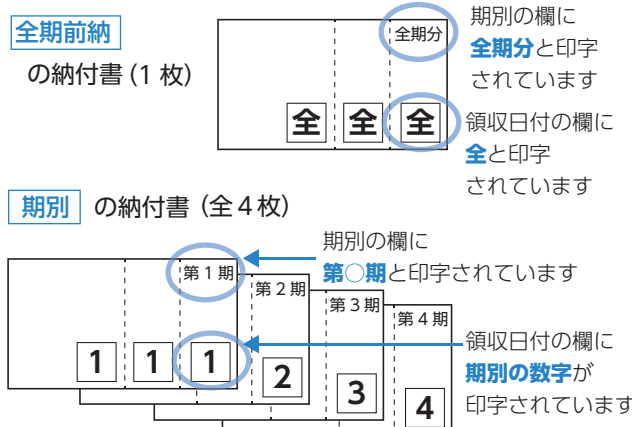 全期前納
の納付書(1 枚)
全期分
全 全 全
期別の欄に
全期分と印字
されています
領収日付の欄に
全と印字
されています
期別 の納付書(全4枚)
期別の欄に
第○期と印字されています
第1期
第2期
第3期
第4期
1 1 1
2
3
4
領収日付の欄に
期別の数字が
印字されています